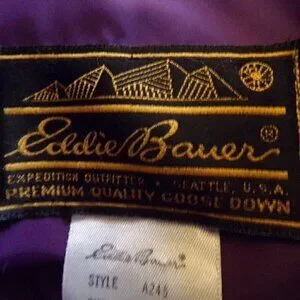 Eddie Bauer®
EXPEDITION OUTFITTER • SEATTLE, U.S.A.
PREMIUM QUALITY GOOSE DOWN
Eddie Bauer®
STYLE A245